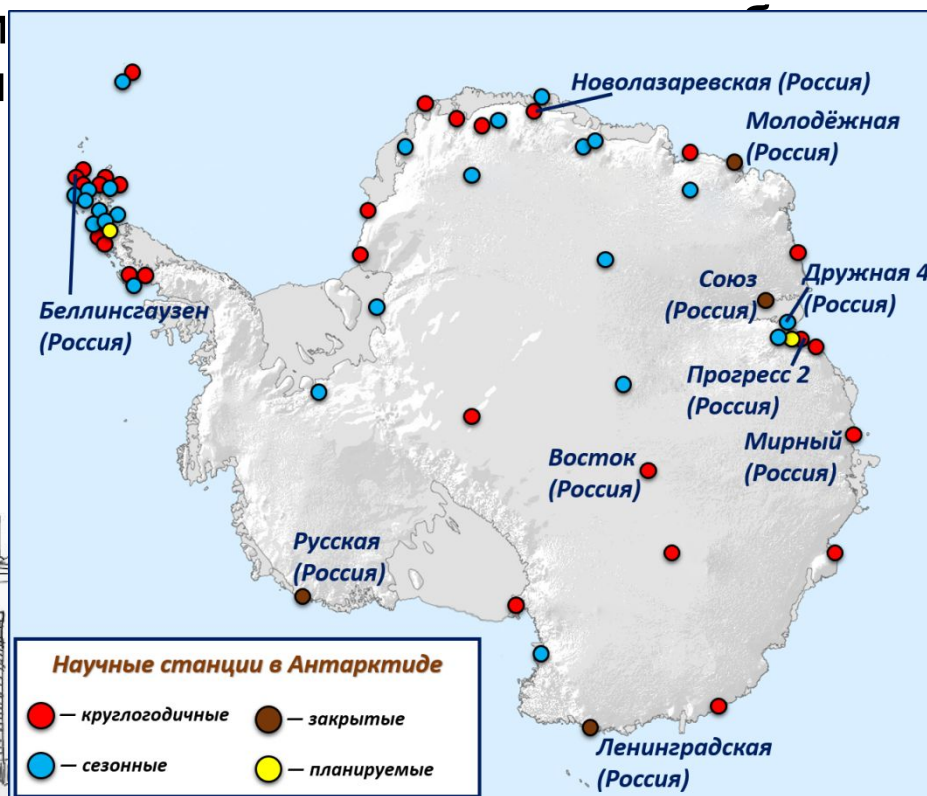 Новолазаревская (Россия)
Молодёжная
(Россия)
Дружная 4
(Россия)
Союз
(Россия)
Беллинсгаузен
(Россия)
Прогресс 2
(Россия)
Мирный
(Россия)
Восток
(Россия)
Русская
(Россия)
Ленинградская
(Россия)
Научные станции в Антарктиде
— круглогодичные
— закрытые
— сезонные
— планируемые